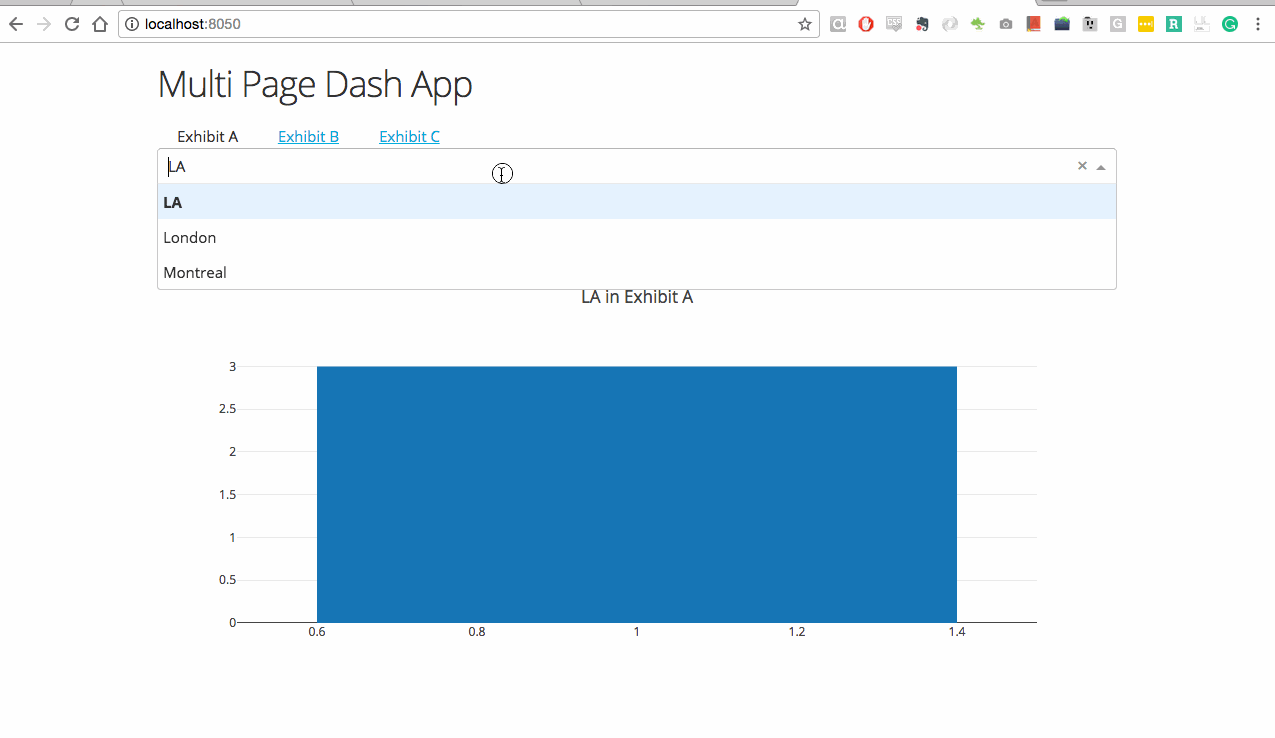 localhost:8050
Multi Page Dash App
Exhibit A Exhibit B Exhibit C
LA
LA
London
Montreal
LA in Exhibit A
3
2.5
2
1.5
1
0.5
0
0.6 0.8 1 1.2 1.4